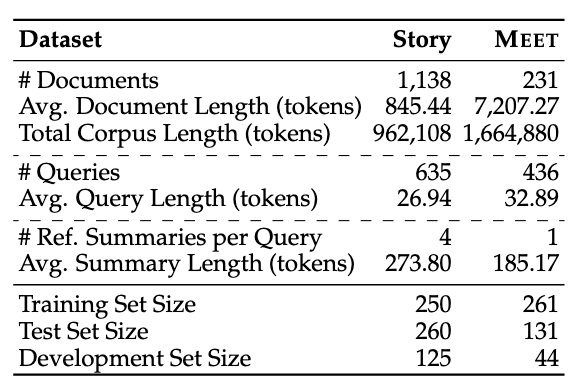 Dataset Story MEET
# Documents 1,138 231
Avg. Document Length (tokens) 845.44 7,207.27
Total Corpus Length (tokens) 962,108 1,664,880
# Queries 635 436
Avg. Query Length (tokens) 26.94 32.89
# Ref. Summaries per Query 4 1
Avg. Summary Length (tokens) 273.80 185.17
Training Set Size 250 261
Test Set Size 260 131
Development Set Size 125 44